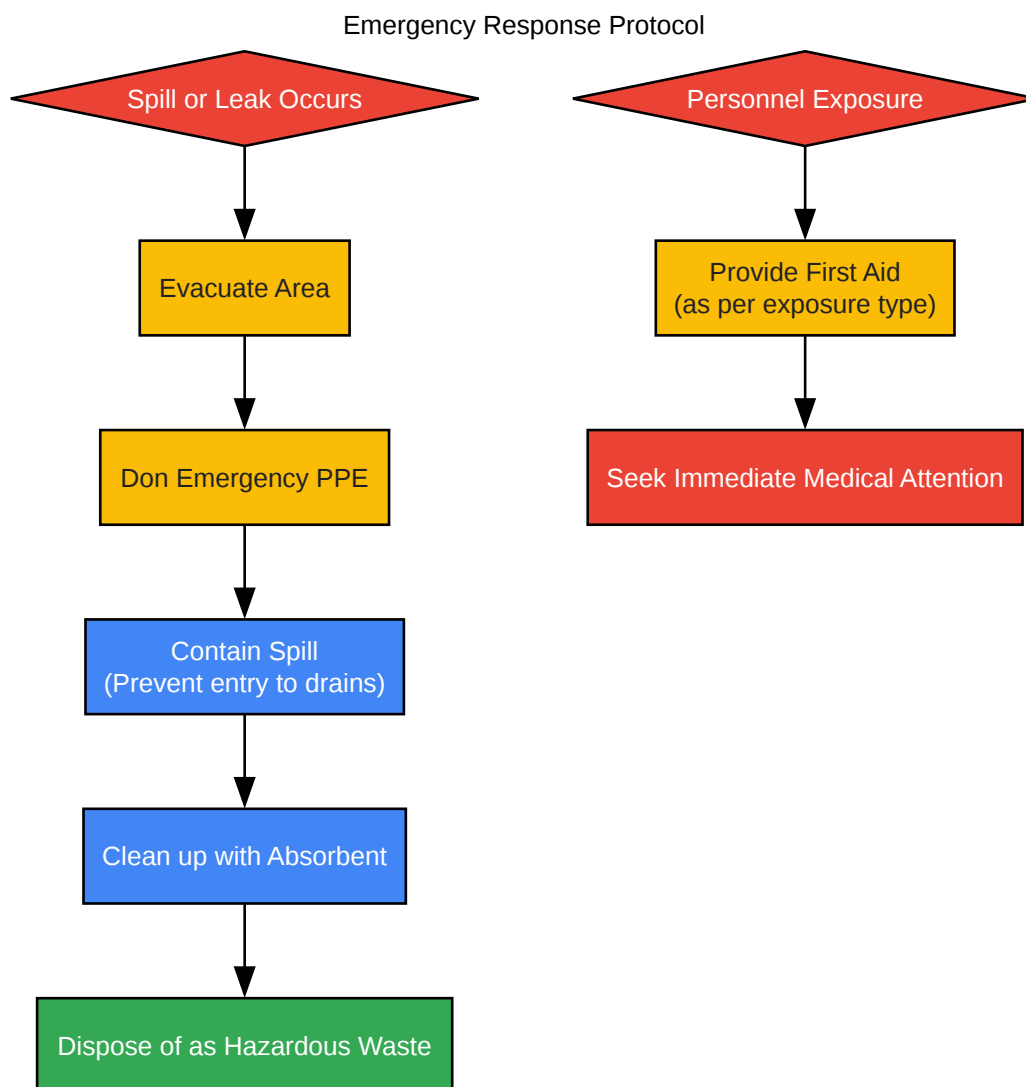 Emergency Response Protocol
Spill or Leak Occurs
Evacuate Area
Don Emergency PPE
Contain Spill
(Prevent entry to drains)
Clean up with Absorbent
Dispose of as Hazardous Waste
Personnel Exposure
Provide First Aid
(as per exposure type)
Seek Immediate Medical Attention